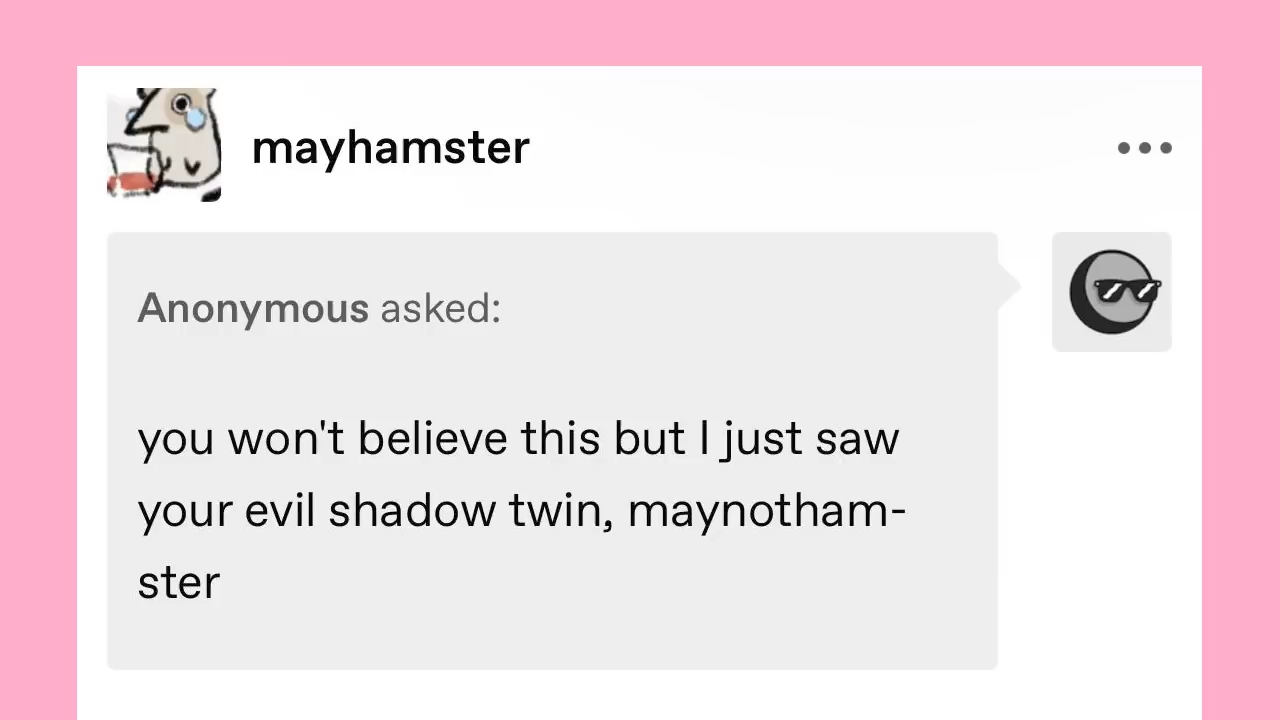 mayhamster
Anonymous asked:
you won't believe this but I just saw
your evil shadow twin, maynotham-
ster